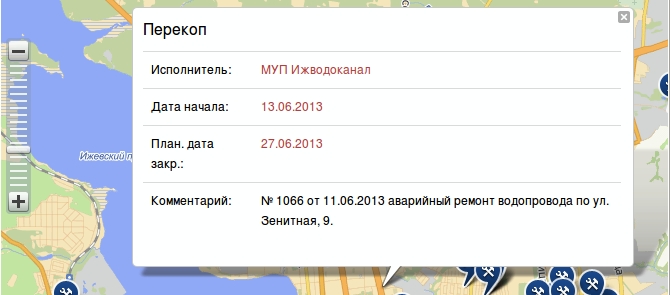 Перекоп
Исполнитель: МУП Ижводоканал
Дата начала: 13.06.2013
План. дата 27.06.2013
закр.:
Комментарий: № 1066 от 11.06.2013 аварийный ремонт водопровода по ул.
Зенитная, 9.
Ижевский п